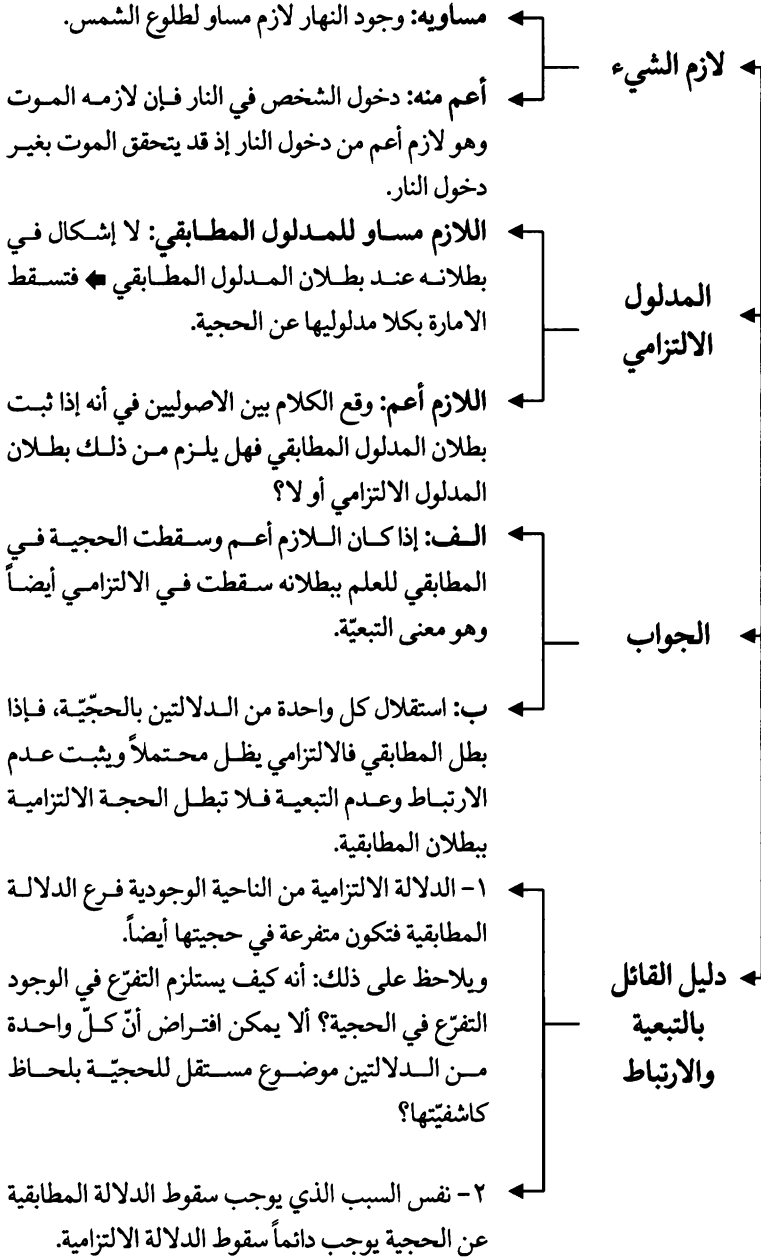 لازم الشيء
مساويه: وجود النهار لازم مساو لطلوع الشمس.
أعم منه: دخول الشخص في النار فإن لازمه الموت
وهو لازم أعم من دخول النار إذ قد يتحقق الموت بغير
دخول النار.
المدلول
الالتزامي
اللازم مساو للمدلول المطابقي: لا إشكال في
بطلانه عند بطلان المدلول المطابقي فتسقط
الامارة بكلا مدلوليها عن الحجية.
اللازم أعم: وقع الكلام بين الاصوليين في أنه إذا ثبت
بطلان المدلول المطابقي فهل يلزم من ذلك بطلان
المدلول الالتزامي أو لا؟
الجواب
الف: إذا كان اللازم أعم وسقطت الحجية في
المطابقي للعلم ببطلانه سقطت في الالتزامي أيضاً
وهو معنى التبعيّة.
ب: استقلال كل واحدة من الدلالتين بالحجّيّة، فإذا
بطل المطابقي فالالتزامي يظل محتملاً ويثبت عدم
الارتباط وعدم التبعية فلا تبطل الحجة الالتزامية
ببطلان المطابقية.
دليل القائل
بالتبعية
والارتباط
١- الدلالة الالتزامية من الناحية الوجودية فرع الدلالة
المطابقية فتكون متفرعة في حجيتها أيضاً.
ويلاحظ على ذلك: أنه كيف يستلزم التفرّع في الوجود
التفرّع في الحجية؟ ألا يمكن افتراض أنّ كلّ واحدة
من الدلالتين موضوع مستقل للحجيّة بلحاظ
كاشفيّتها؟
٢- نفس السبب الذي يوجب سقوط الدلالة المطابقية
عن الحجية يوجب دائماً سقوط الدلالة الالتزامية.